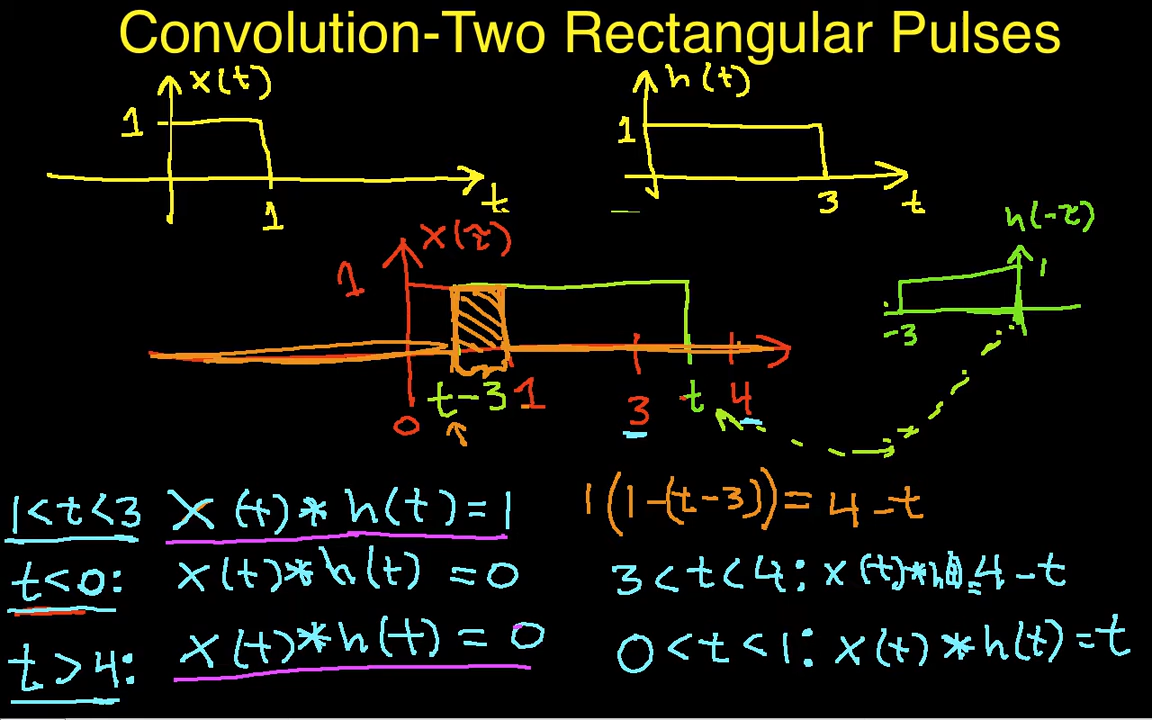 Convolution-Two Rectangular Pulses
x(t)
1
1
t
h(t)
1
3
t
x(τ)
1
0
t-3
1
3
t
4
h(-τ)
1
-3
1<t<3 x(t)*h(t)=1
t<0: x(t)*h(t)=0
t>4: x(t)*h(t)=0
1(1-(t-3))=4-t
3<t<4: x(t)*h(t)=4-t
0<t<1: x(t)*h(t)=t